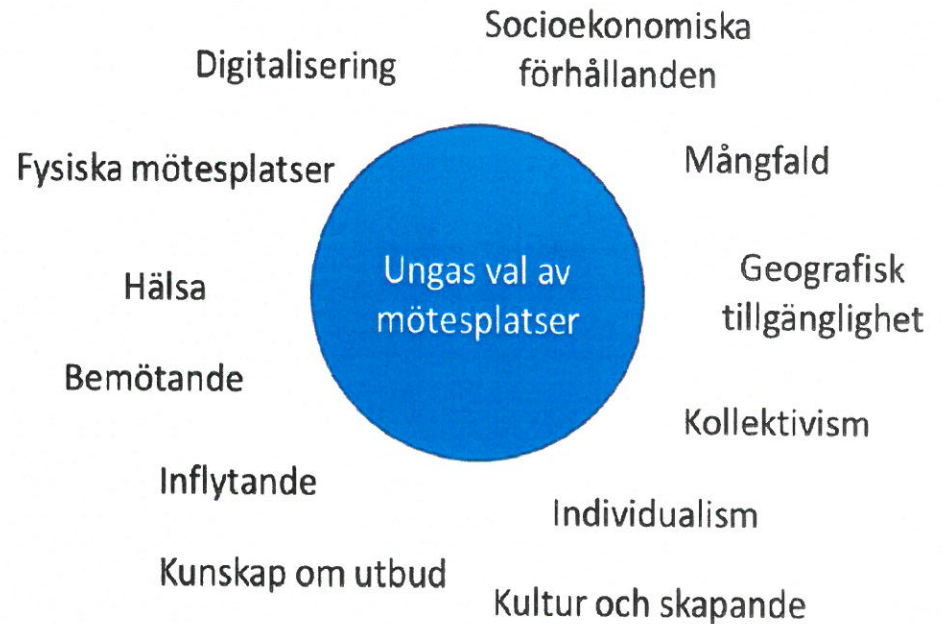 Socioekonomiska
förhållanden
Digitalisering
Fysiska mötesplatser
Mångfald
Ungas val av
mötesplatser
Geografisk
tillgänglighet
Hälsa
Bemötande
Kollektivism
Inflytande
Individualism
Kunskap om utbud
Kultur och skapande